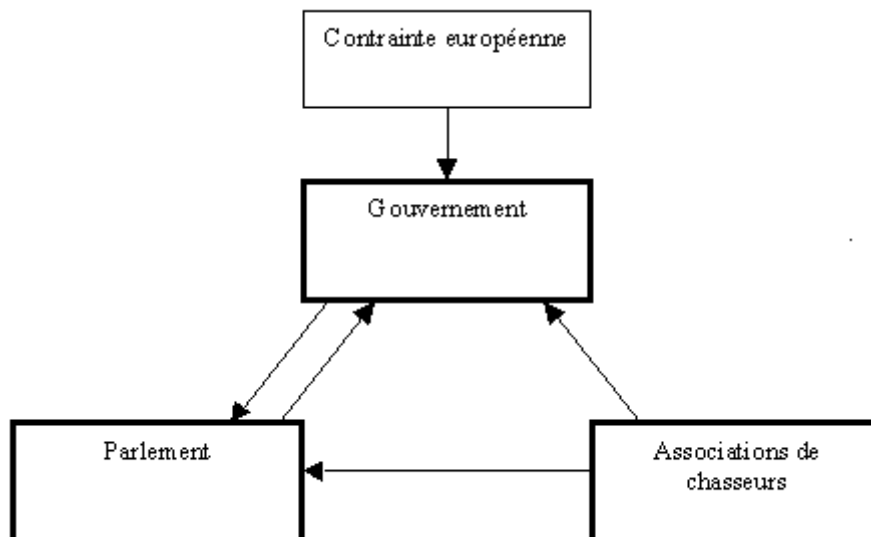 Contrainte européenne
Gouvernement
Parlement
Associations de
chasseurs